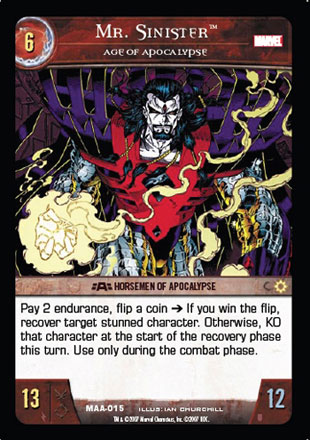 6
MR. SINISTER™
AGE OF APOCALYPSE
MARVEL
HORSEMEN OF APOCALYPSE
C
Pay 2 endurance, flip a coin ➔ If you win the flip,
recover target stunned character. Otherwise, KO
that character at the start of the recovery phase
this turn. Use only during the combat phase.
13
MAA-015 ILLUS: IAN CHURCHILL
12
TM & ©2007 Marvel Characters, Inc. ©2007 UDC.